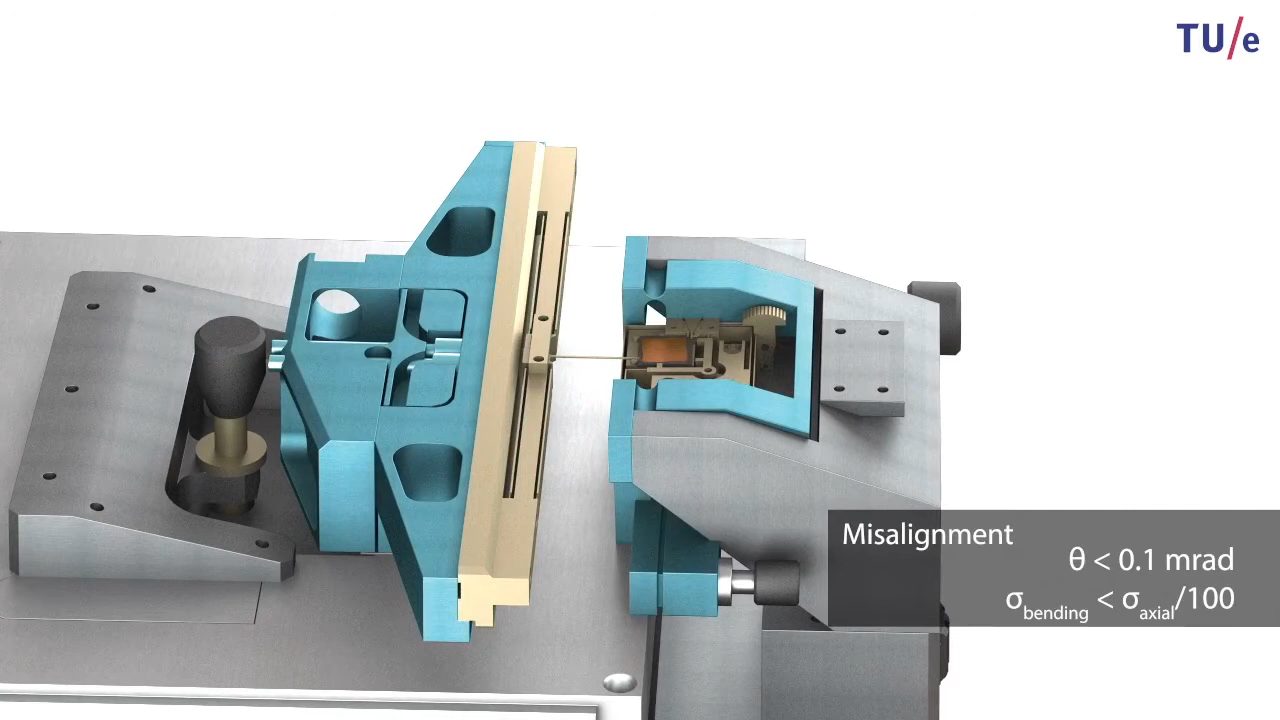 TU/e
Misalignment
θ < 0.1 mrad
σbending < σaxial/100